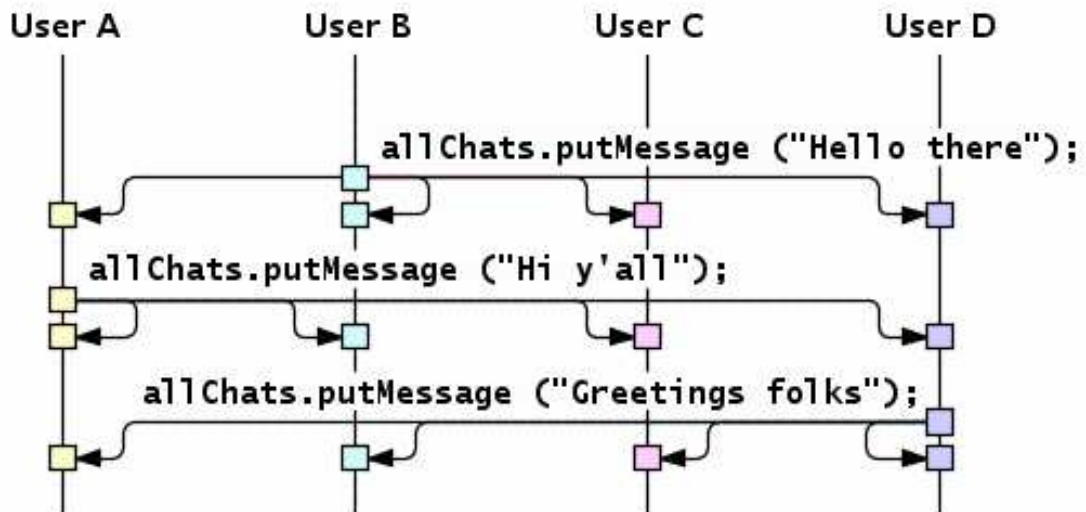 User A User B User C User D
allChats.putMessage ("Hello there");
allChats.putMessage ("Hi y'all");
allChats.putMessage ("Greetings folks");